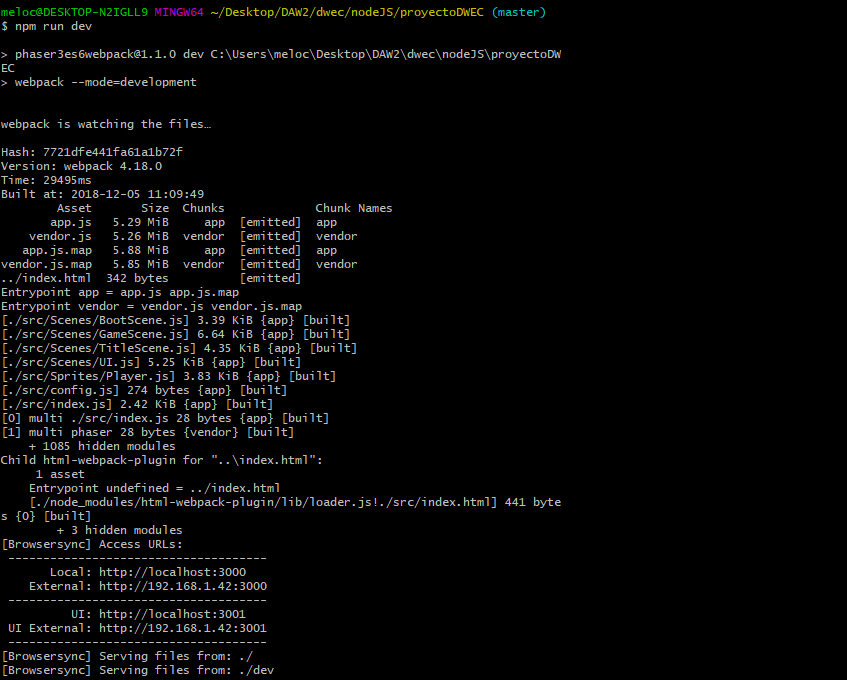 meloc@DESKTOP-N2IGLL9 MINGW64 ~/Desktop/DAW2/dwec/nodeJS/proyectoDWEC (master)
$ npm run dev
> phaser3es6webpack@1.1.0 dev C:\Users\meloc\Desktop\DAW2\dwec\nodeJS\proyectoDW
EC
> webpack --mode=development
webpack is watching the files…
Hash: 7721dfe441fa61a1b72f
Version: webpack 4.18.0
Time: 29495ms
Built at: 2018-12-05 11:09:49
        Asset       Size  Chunks             Chunk Names
       app.js   5.29 MiB     app  [emitted]  app
    vendor.js   5.26 MiB  vendor  [emitted]  vendor
   app.js.map   5.88 MiB     app  [emitted]  app
vendor.js.map   5.85 MiB  vendor  [emitted]  vendor
../index.html  342 bytes          [emitted]
Entrypoint app = app.js app.js.map
Entrypoint vendor = vendor.js vendor.js.map
[./src/Scenes/BootScene.js] 3.39 KiB {app} [built]
[./src/Scenes/GameScene.js] 6.64 KiB {app} [built]
[./src/Scenes/TitleScene.js] 4.35 KiB {app} [built]
[./src/Scenes/UI.js] 5.25 KiB {app} [built]
[./src/Sprites/Player.js] 3.83 KiB {app} [built]
[./src/config.js] 274 bytes {app} [built]
[./src/index.js] 2.42 KiB {app} [built]
[0] multi ./src/index.js 28 bytes {app} [built]
[1] multi phaser 28 bytes {vendor} [built]
    + 1085 hidden modules
Child html-webpack-plugin for "..\index.html":
     1 asset
    Entrypoint undefined = ../index.html
    [./node_modules/html-webpack-plugin/lib/loader.js!./src/index.html] 441 byte
s {0} [built]
        + 3 hidden modules
[Browsersync] Access URLs:
 -------------------------------------
       Local: http://localhost:3000
    External: http://192.168.1.42:3000
 -------------------------------------
          UI: http://localhost:3001
 UI External: http://192.168.1.42:3001
 -------------------------------------
[Browsersync] Serving files from: ./
[Browsersync] Serving files from: ./dev